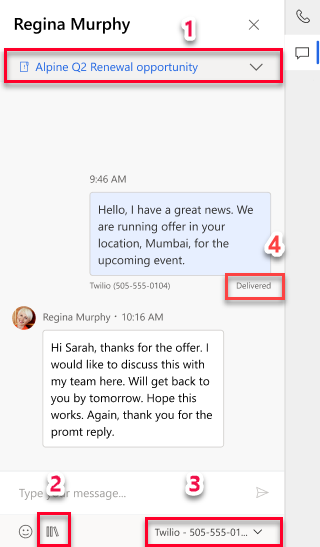 Regina Murphy
1
Alpine Q2 Renewal opportunity
9:46 AM
Hello, I have a great news. We
are running offer in your
location, Mumbai, for the
upcoming event.
4
Twilio (505-555-0104) Delivered
Regina Murphy · 10:16 AM
Hi Sarah, thanks for the offer. I
would like to discuss this with
my team here. Will get back to
you by tomorrow. Hope this
works. Again, thank you for the
promt reply.
2
3
Type your message...
Twilio - 505-555-01...